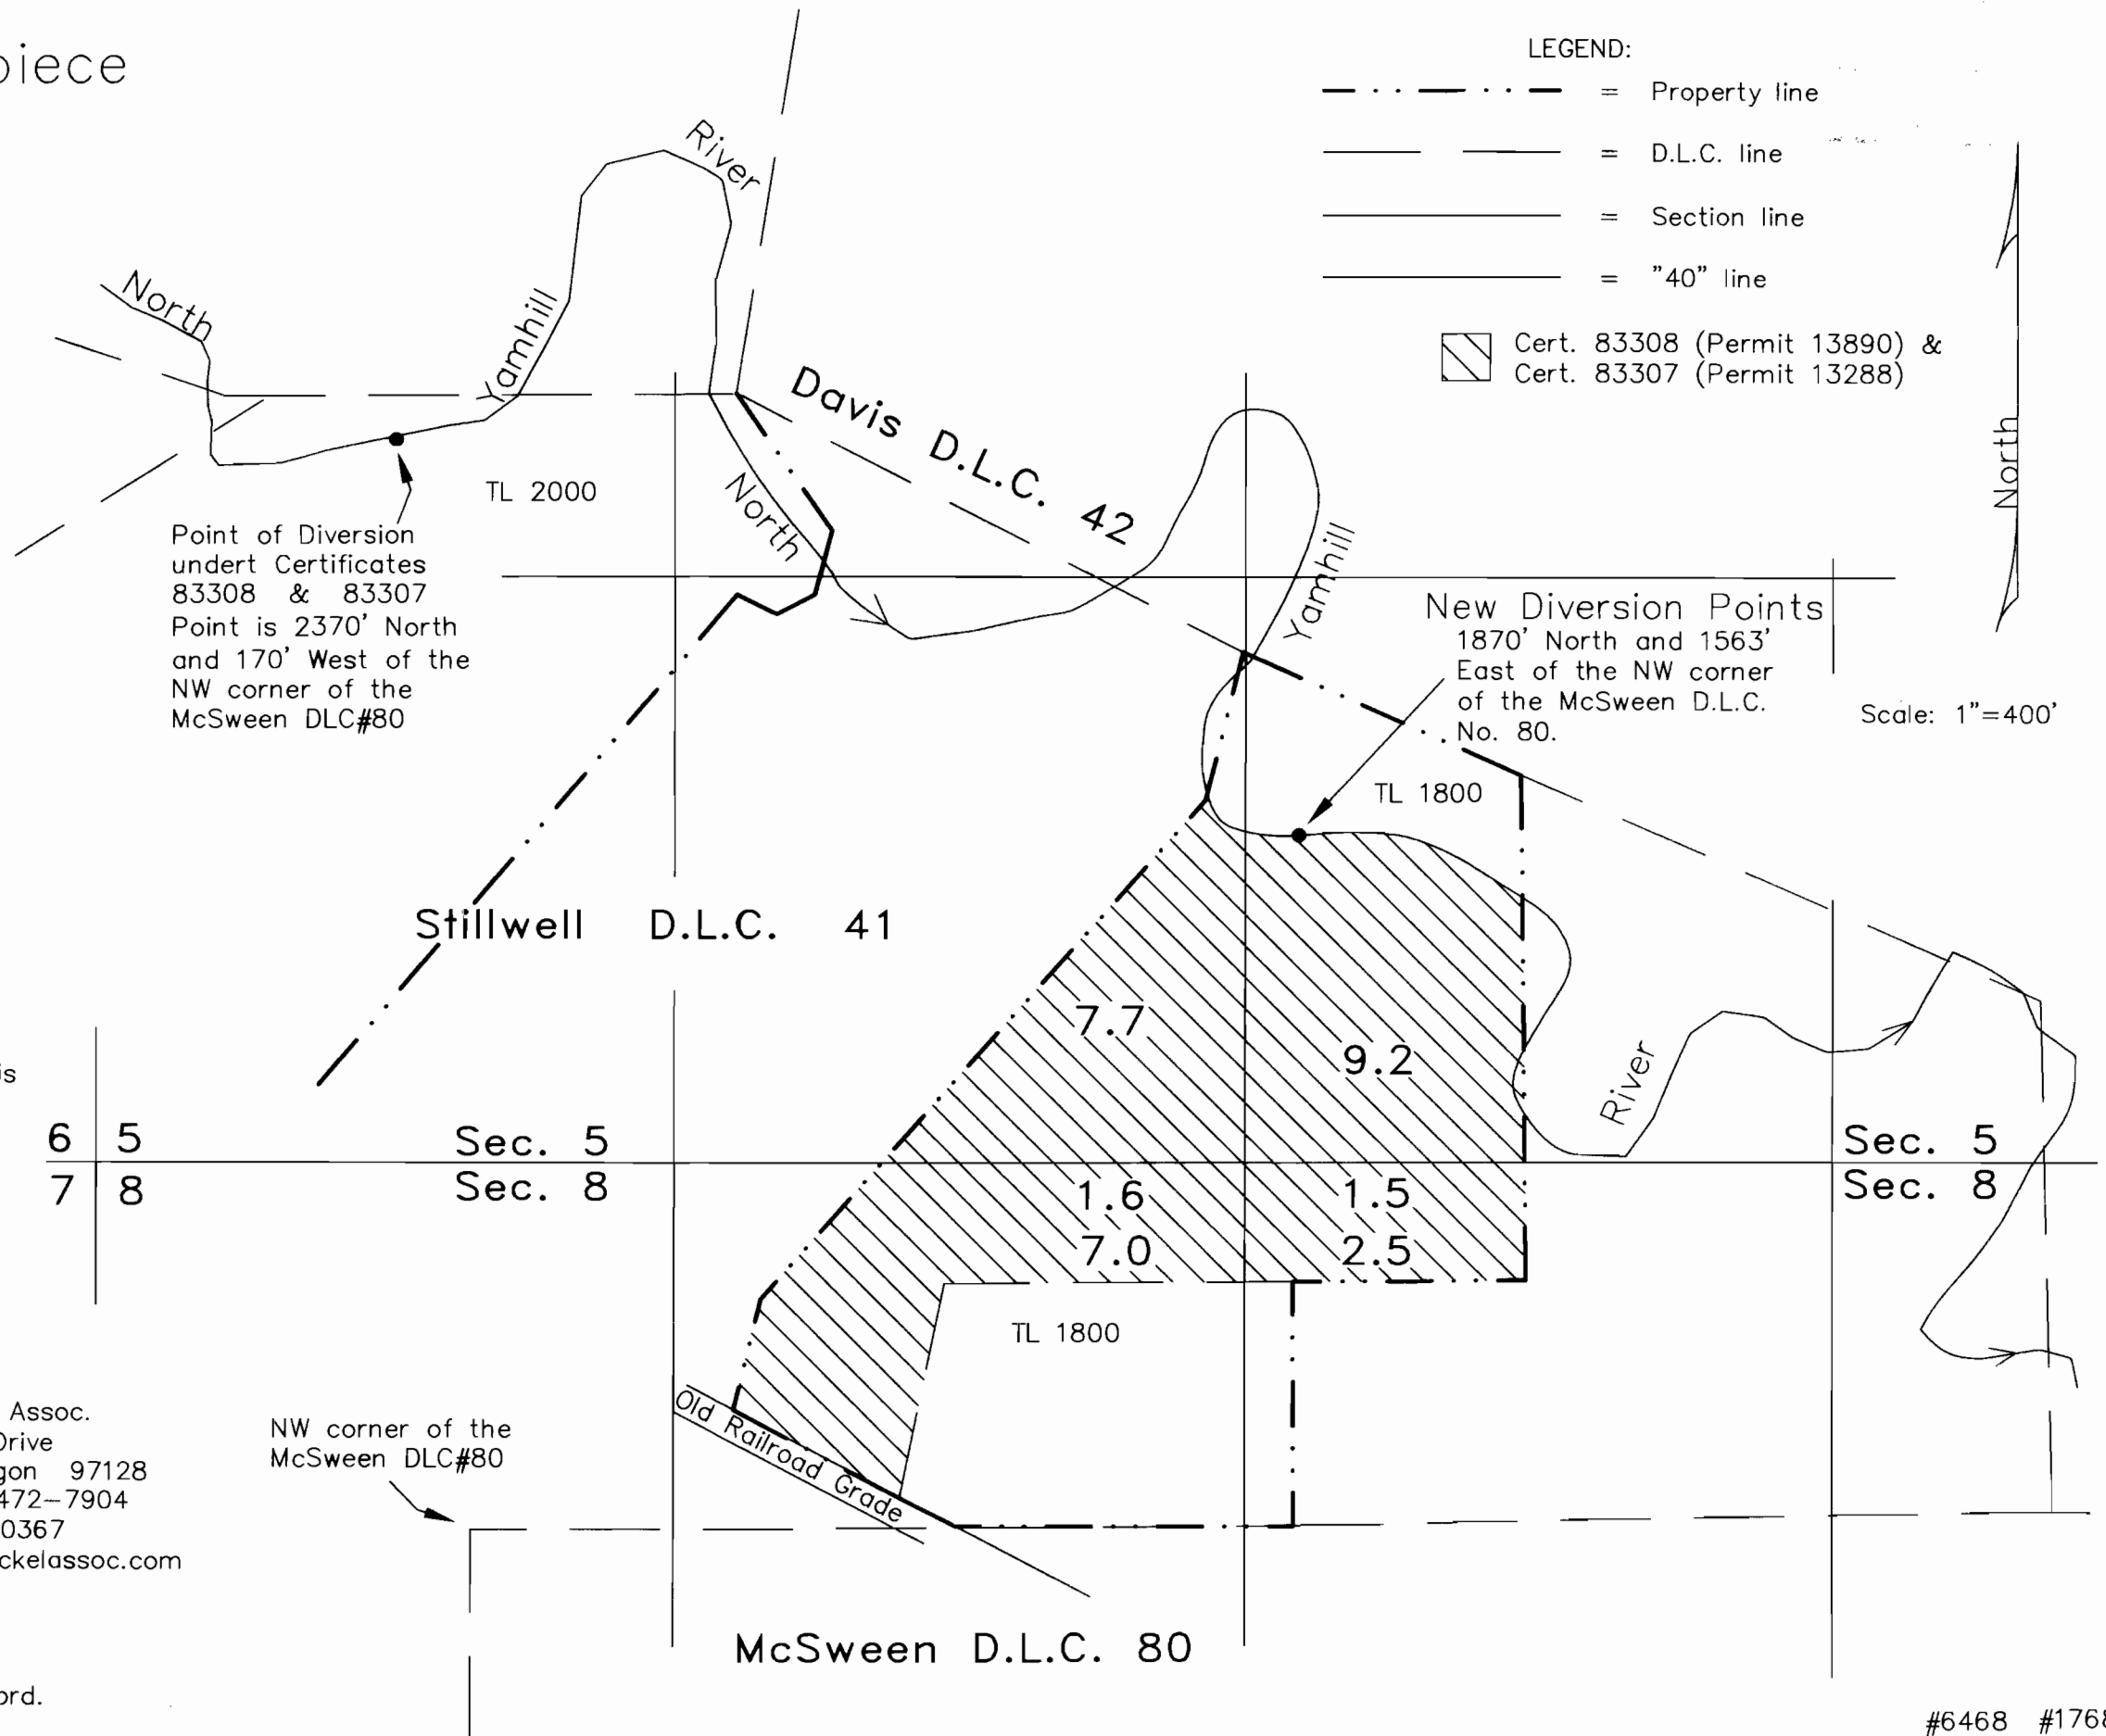 piece
LEGEND:
= Property line
= D.L.C. line
= Section line
= "40" line
Cert. 83308 (Permit 13890) &
Cert. 83307 (Permit 13288)
North
Scale: 1"=400'
River
North
Yamhill
Davis D.L.C. 42
TL 2000
North
Yamhill
Point of Diversion
undert Certificates
83308 & 83307
Point is 2370' North
and 170' West of the
NW corner of the
McSween DLC#80
New Diversion Points
1870' North and 1563'
East of the NW corner
of the McSween D.L.C.
No. 80.
TL 1800
Stillwell D.L.C. 41
7.7
9.2
River
6 5
7 8
Sec. 5
Sec. 8
1.6
7.0
1.5
2.5
Sec. 5
Sec. 8
TL 1800
Old Railroad Grade
NW corner of the
McSween DLC#80
Assoc.
Drive
97128
472-7904
0367
ckelassoc.com
McSween D.L.C. 80
#6468 #1768